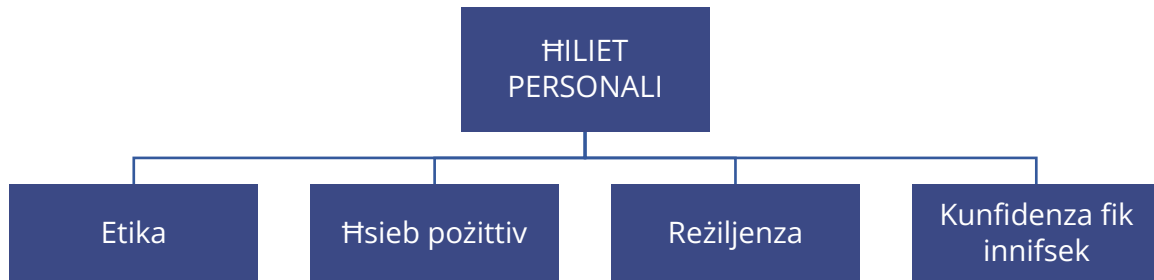 ĦILIET
PERSONALI
Etika
Ħsieb pożittiv
Reżiljenza
Kunfidenza fik
innifsek